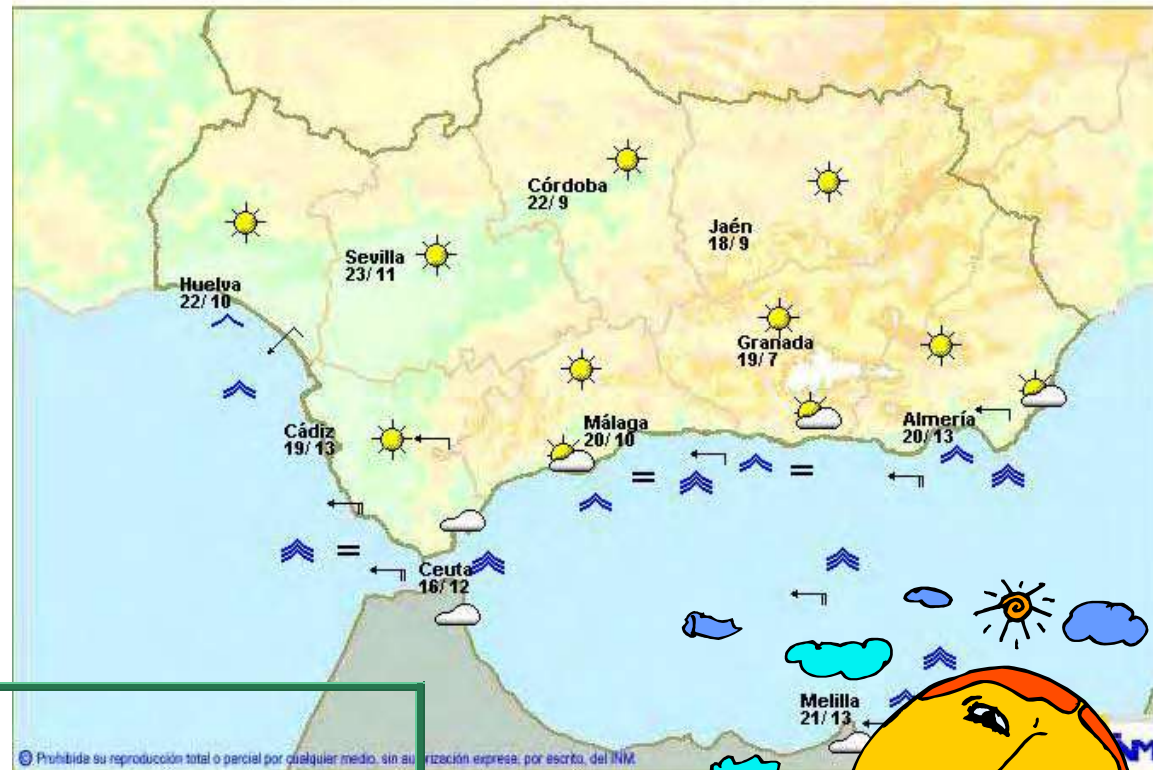 Córdoba
22/ 9
Jaén
18/ 9
Sevilla
23/ 11
Huelva
22/ 10
Granada
19/ 7
Málaga
20/ 10
Almería
20/ 13
Cádiz
19/ 13
Ceuta
16/ 12
Melilla
21/ 13
© Prohibida su reproducción total o parcial por cualquier medio, sin autorización expresa, por escrito, del INM.